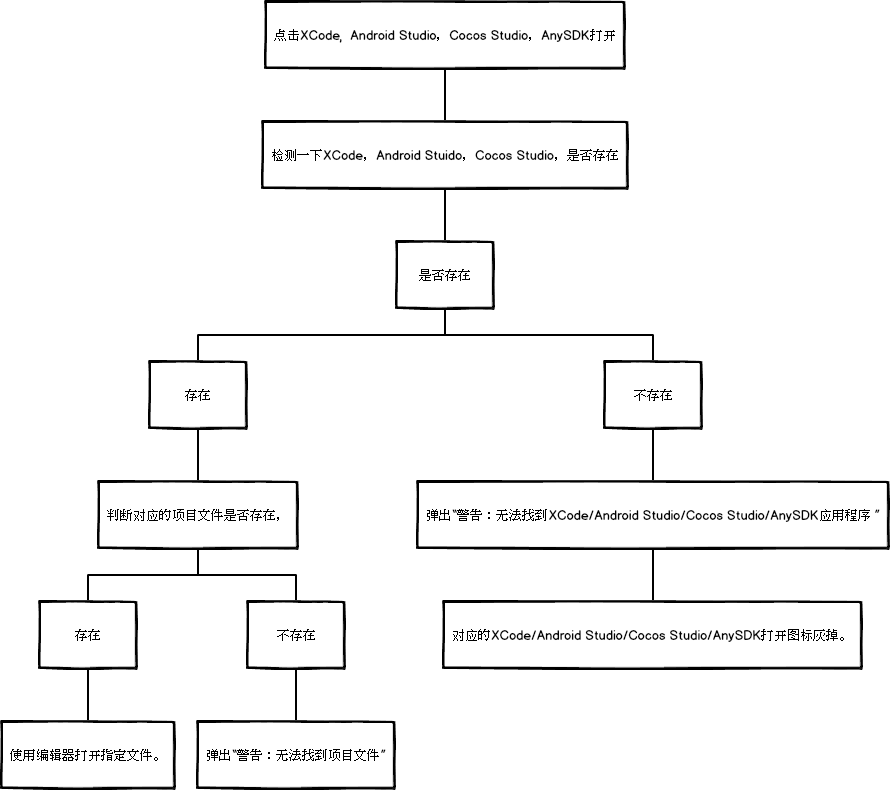 点击XCode，Android Studio，Cocos Studio，AnySDK打开
检测一下XCode，Android Stuido，Cocos Studio，是否存在
是否存在
存在
不存在
判断对应的项目文件是否存在，
弹出“警告：无法找到XCode/Android Studio/Cocos Studio/AnySDK应用程序 ”
存在
不存在
对应的XCode/Android Studio/Cocos Studio/AnySDK打开图标灰掉。
使用编辑器打开指定文件。
弹出“警告：无法找到项目文件”